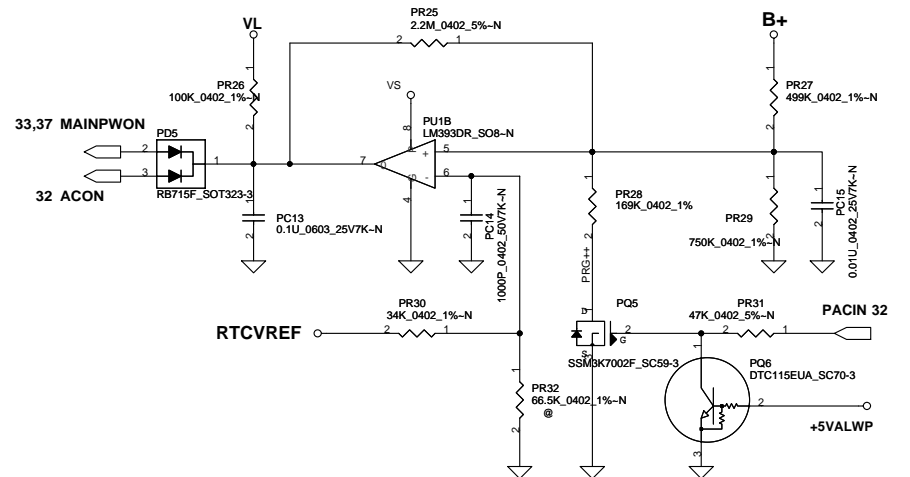 PR25
2.2M_0402_5%~N
2 1
VL
B+
1
PR26
100K_0402_1%~N
2
VS
1
PR27
499K_0402_1%~N
2
33,37 MAINPWON
PD5
2
3
1
RB715F_SOT323-3
32 ACON
PU1B
LM393DR_SO8~N
8
P
+ 5
- 6
O 7
G
4
1
PC13
0.1U_0603_25V7K~N
2
1
2
PC14
1000P_0402_50V7K~N
1
PR28
169K_0402_1%
2
PRG++
1
PR29
750K_0402_1%~N
2
1
2
PC15
0.01U_0402_25V7K~N
RTCVREF
PR30
34K_0402_1%~N
2 1
D
1
PQ5
2
G
S
3
SSM3K7002F_SC59-3
PR31
47K_0402_5%~N
2 1
PACIN 32
1
PR32
66.5K_0402_1%~N
@
2
1
PQ6
DTC115EUA_SC70-3
2
3
+5VALWP